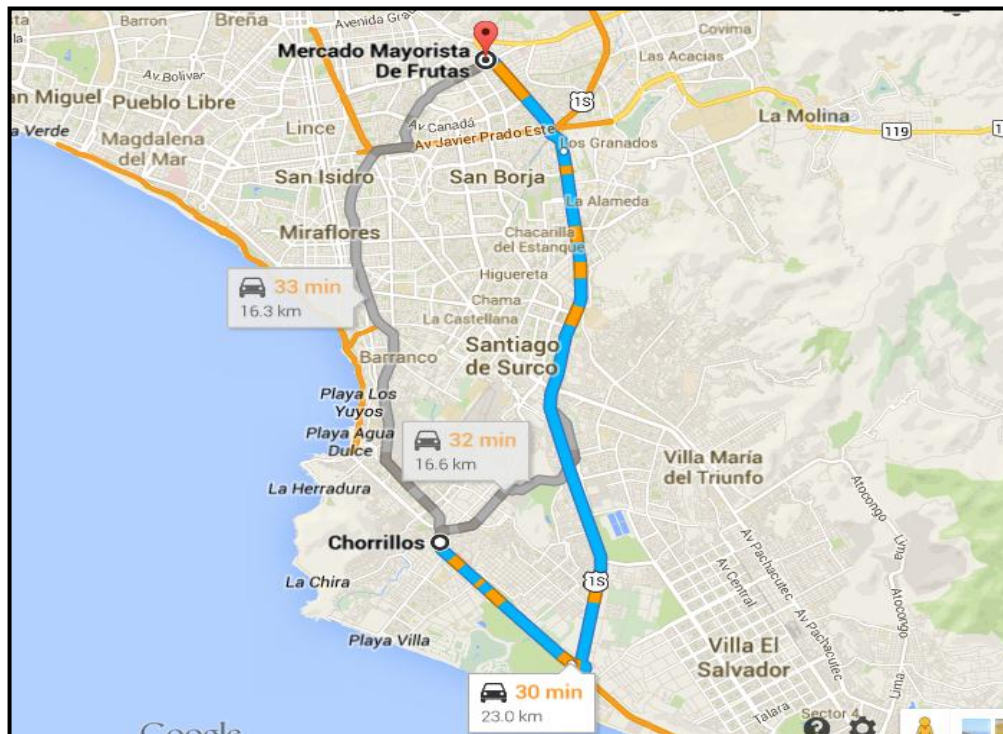 Barron
Breña
Avenida Gra
Covima
Mercado Mayorista
De Frutas
Las Acacias
Av. Bolivar
an Miguel
Pueblo Libre
1S
La Molina
Av Canadá
119
1
a Verde
Lince
Av Javier Prado Este
Magdalena
del Mar
Los Granados
San Isidro
San Borja
La Alameda
Miraflores
Chacarilla
del Estanque
Higuereta
33 min
16.3 km
Chama
La Castellana
Santiago
de Surco
Barranco
Playa Los
Yuyos
Playa Agua
Dulce
32 min
16.6 km
Villa María
del Triunfo
La Herradura
Atocongo
Lima
Chorrillos
Av Pachacutec
La Chira
1S
Av Central
Av Pachacutec
Atocongo
Playa Villa
Villa El
Salvador
Lima
30 min
23.0 km
Talara
Sector 4
Google